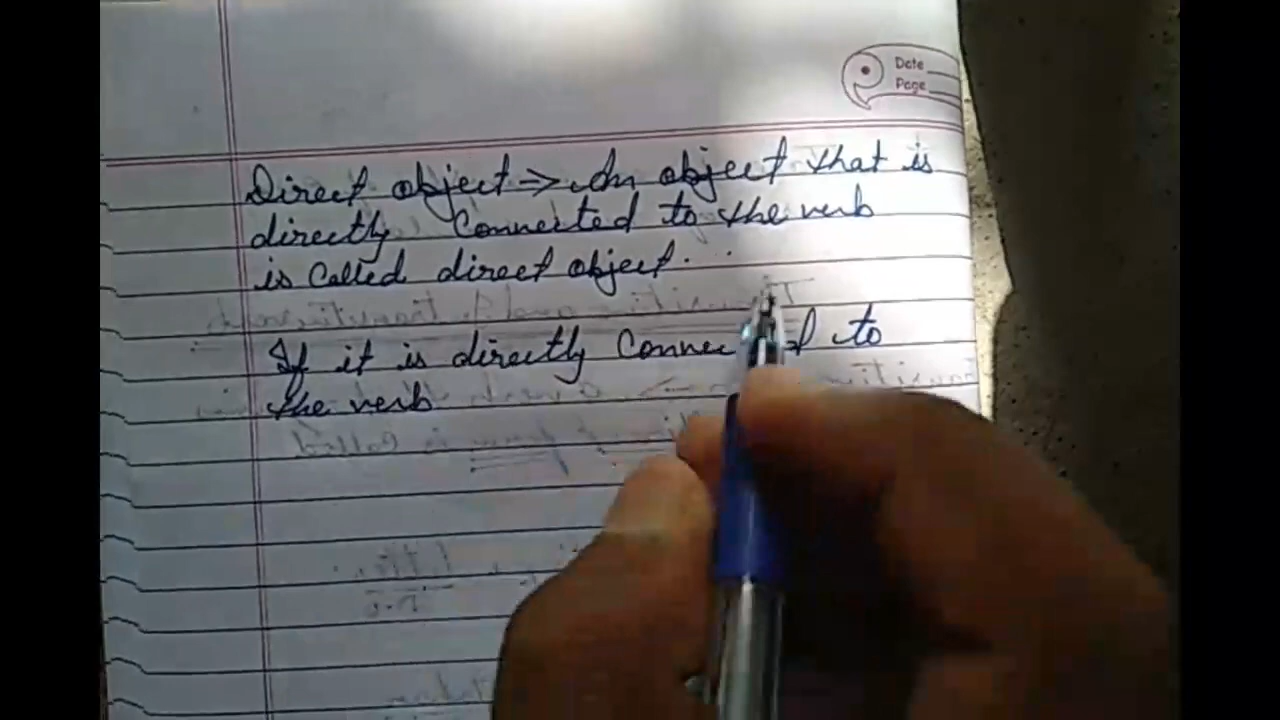 Date
Page
Direct object => An object that is
directly Connected to the verb
is Called direct object.
If it is directly to
the verb